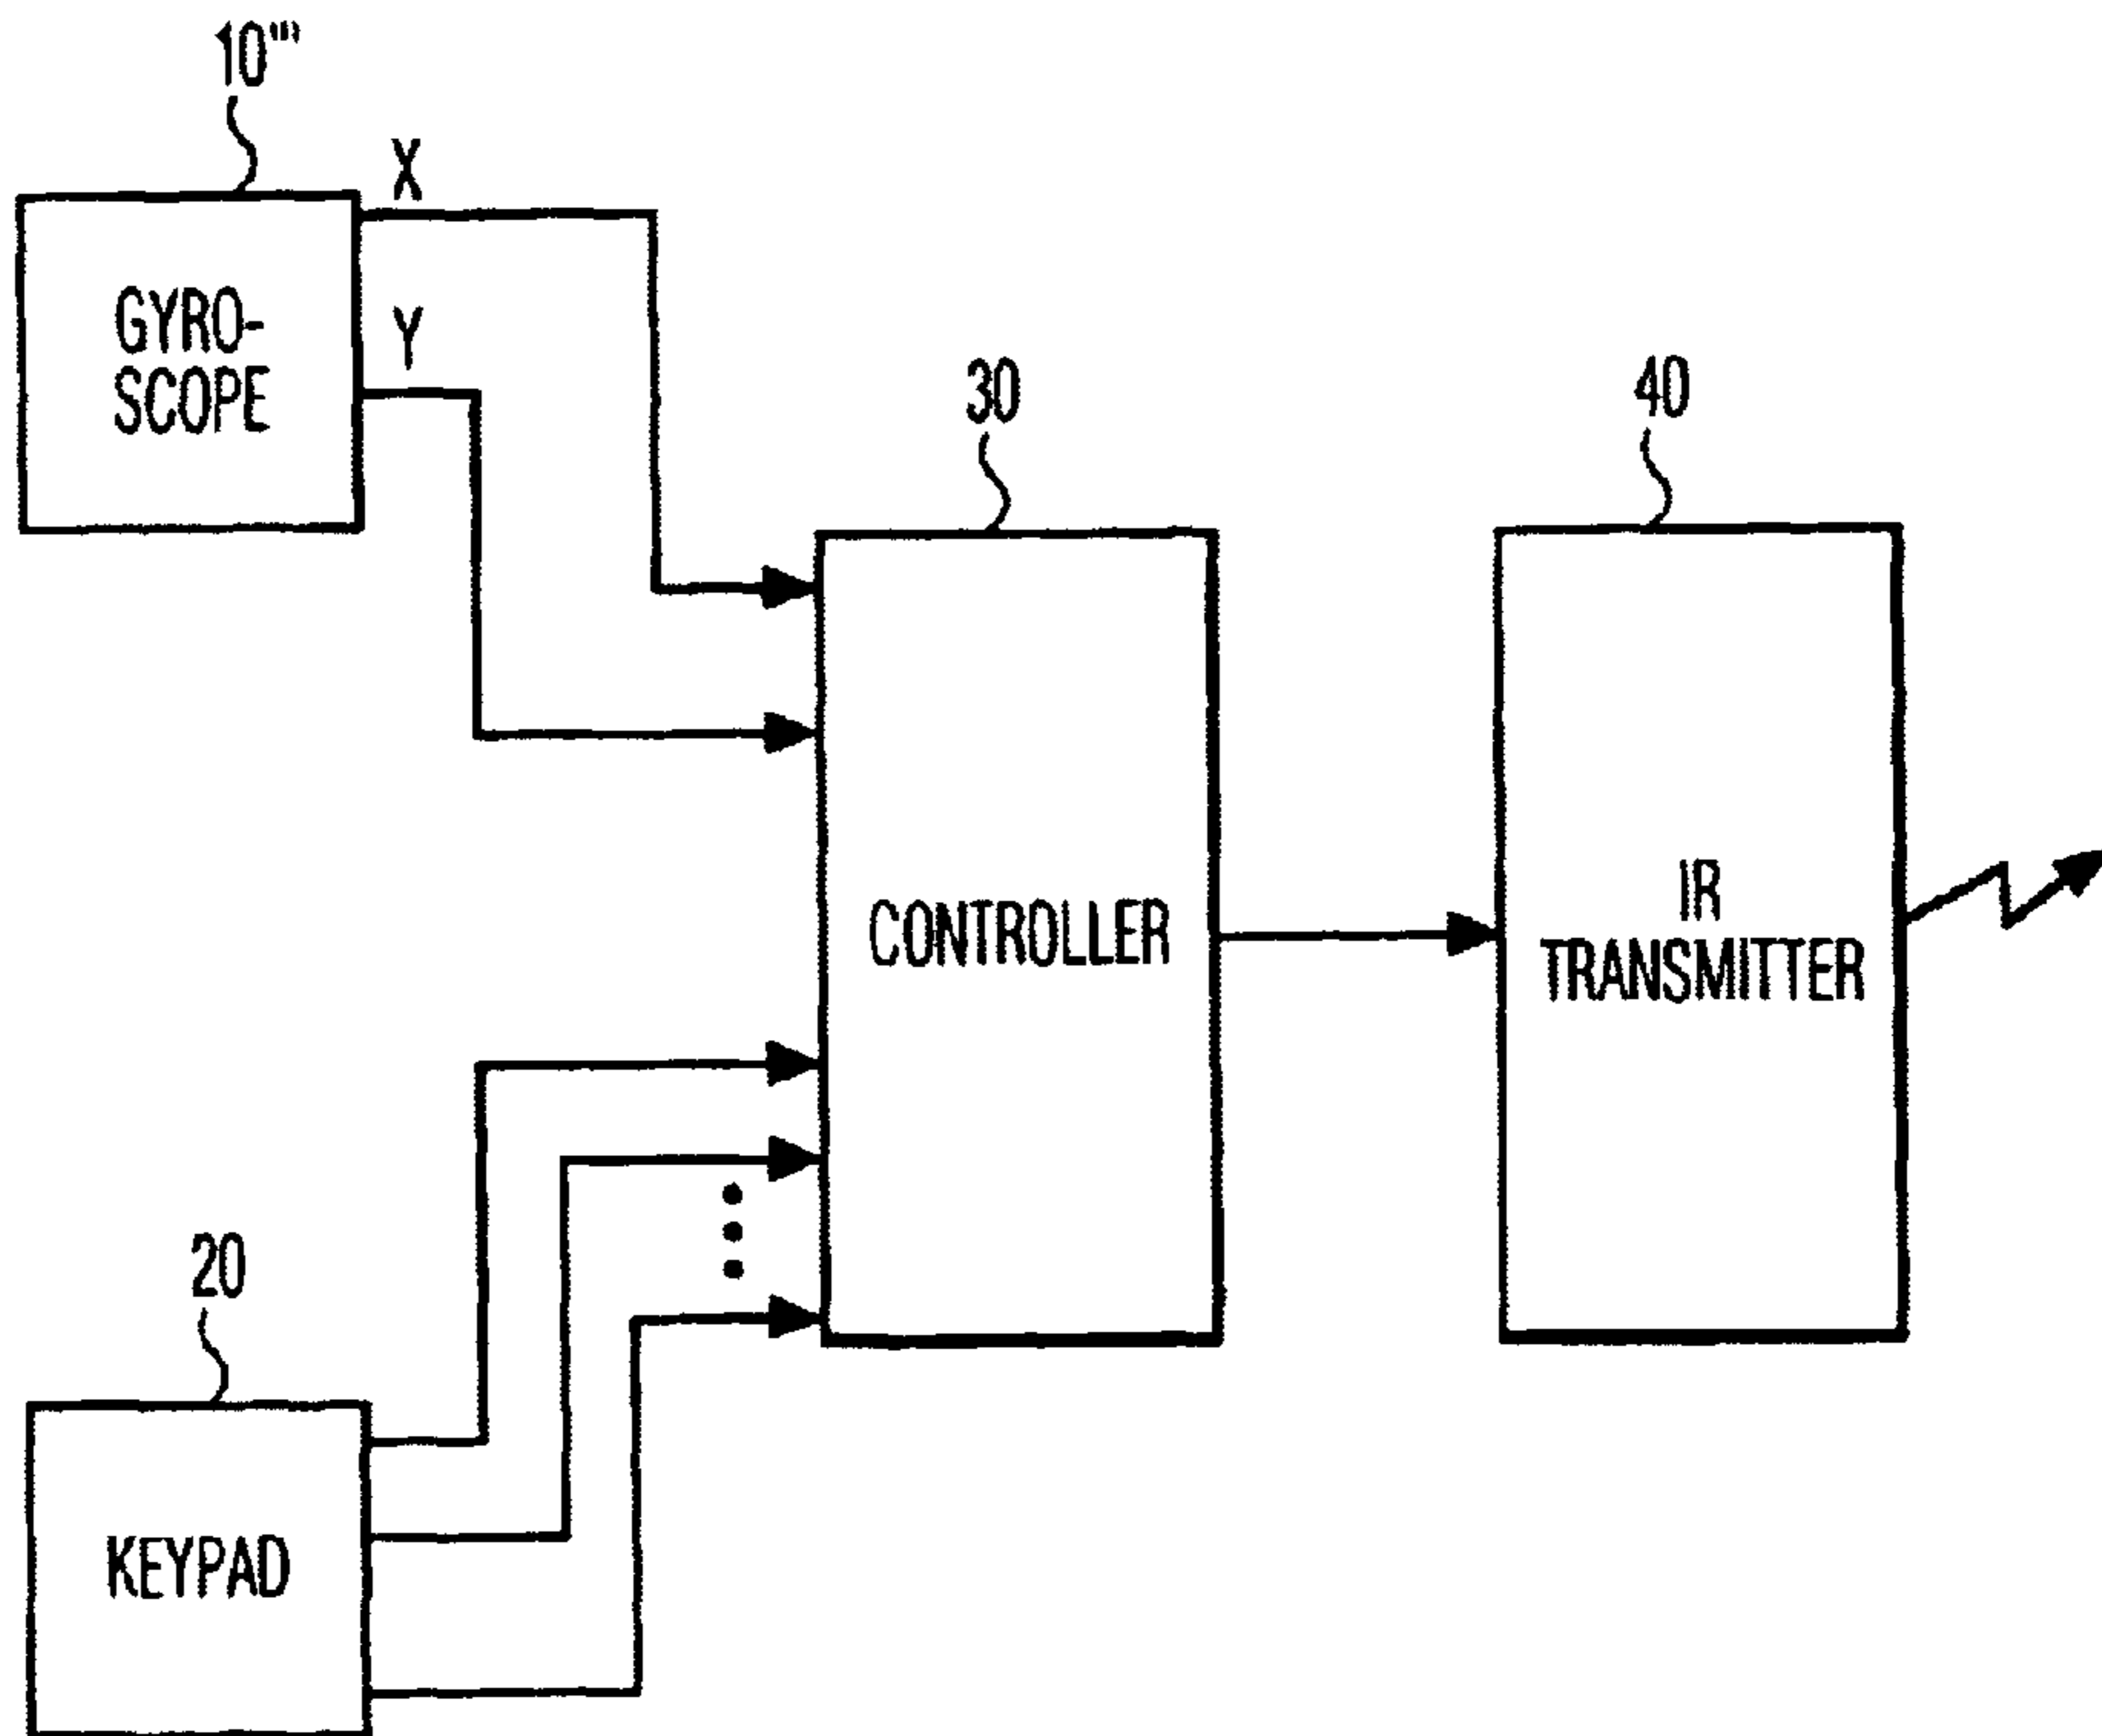 10'''
X
GYRO-
SCOPE
Y
30
40
CONTROLLER
IR
TRANSMITTER
20
KEYPAD